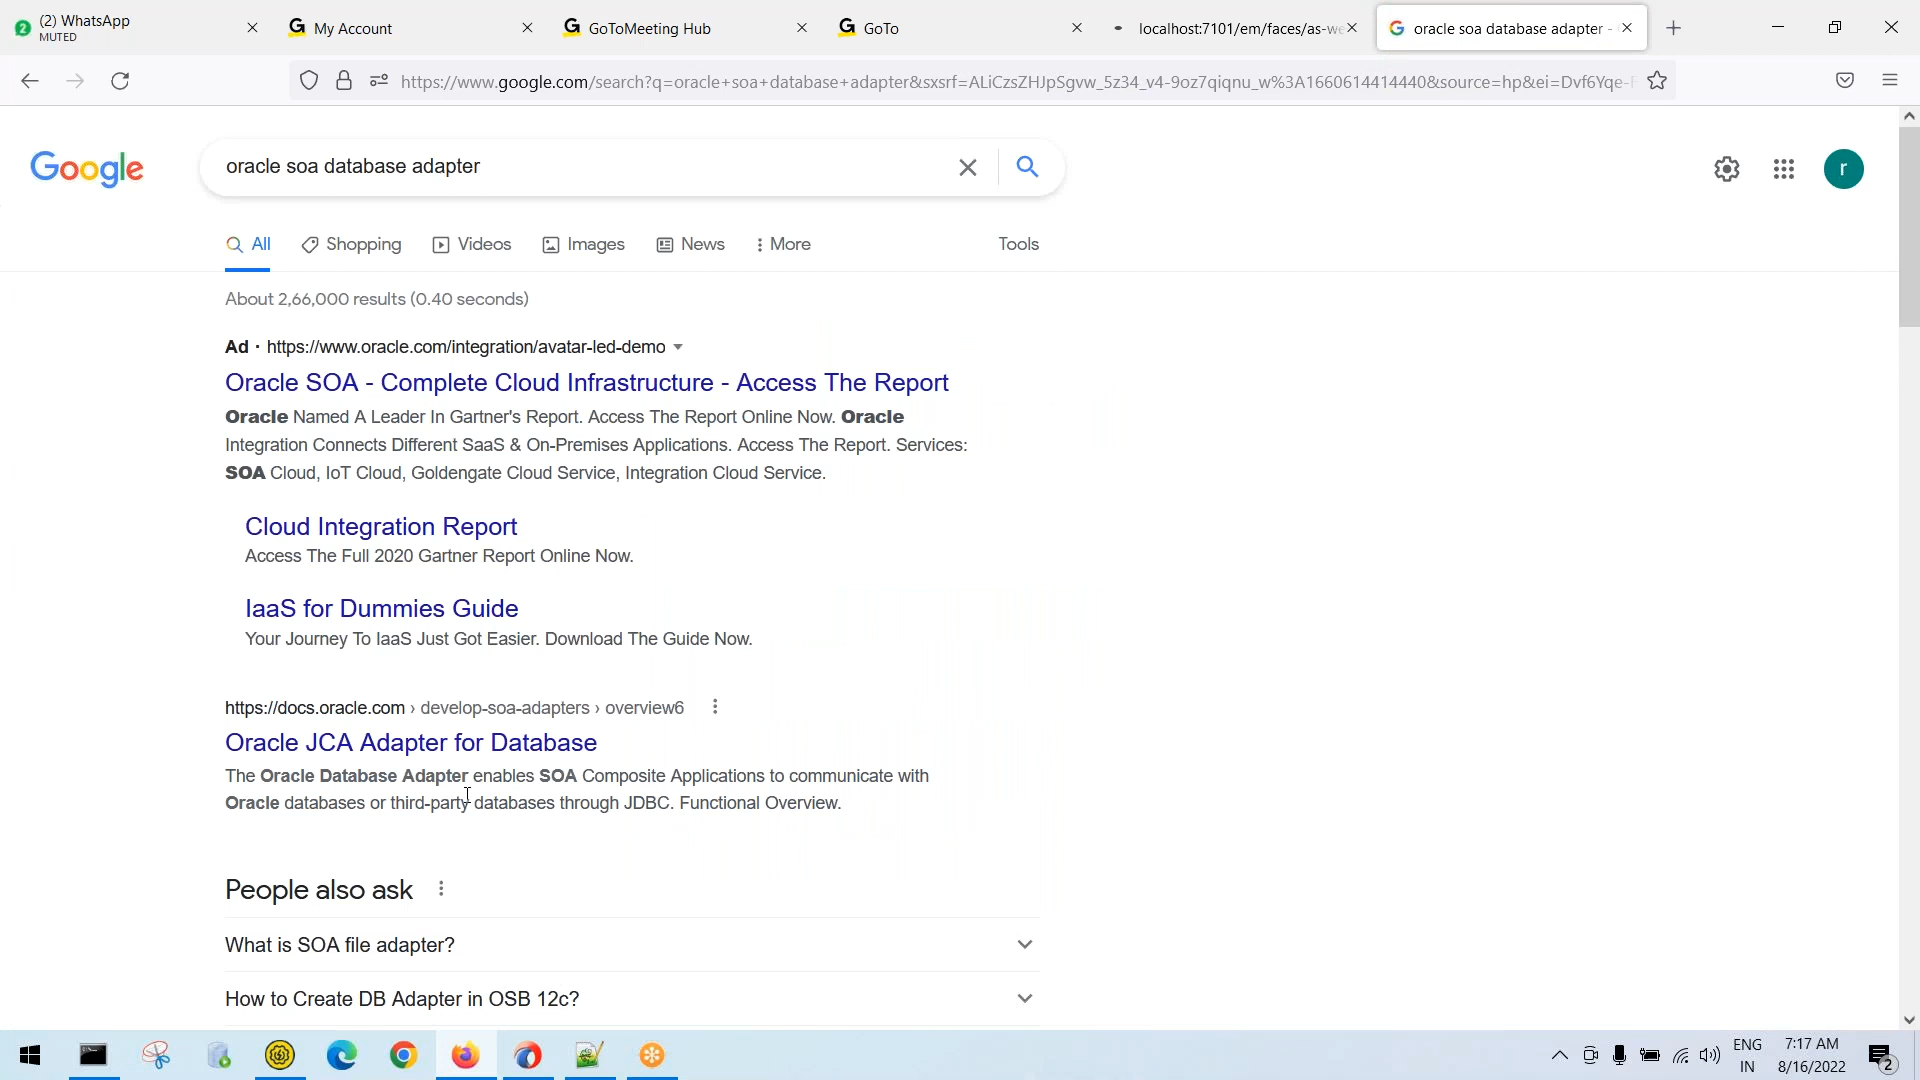 2
(2) WhatsApp
MUTED
My Account
GoToMeeting Hub
GoTo
localhost:7101/em/faces/as-we
oracle soa database adapter -
https://www.google.com/search?q=oracle+soa+database+adapter&sxsrf=ALiCzsZHJpSgvw_5z34_v4-9oz7qiqnu_w%3A1660614414440&source=hp&ei=Dvf6Yqe-
Google
oracle soa database adapter
r
All
Shopping
Videos
Images
News
More
Tools
About 2,66,000 results (0.40 seconds)
Ad · https://www.oracle.com/integration/avatar-led-demo
Oracle SOA - Complete Cloud Infrastructure - Access The Report
Oracle Named A Leader In Gartner's Report. Access The Report Online Now. Oracle
Integration Connects Different SaaS & On-Premises Applications. Access The Report. Services:
SOA Cloud, IoT Cloud, Goldengate Cloud Service, Integration Cloud Service.
Cloud Integration Report
Access The Full 2020 Gartner Report Online Now.
IaaS for Dummies Guide
Your Journey To IaaS Just Got Easier. Download The Guide Now.
https://docs.oracle.com › develop-soa-adapters › overview6
Oracle JCA Adapter for Database
The Oracle Database Adapter enables SOA Composite Applications to communicate with
Oracle databases or third-party databases through JDBC. Functional Overview.
People also ask
What is SOA file adapter?
How to Create DB Adapter in OSB 12c?
ENG
IN
7:17 AM
8/16/2022
2